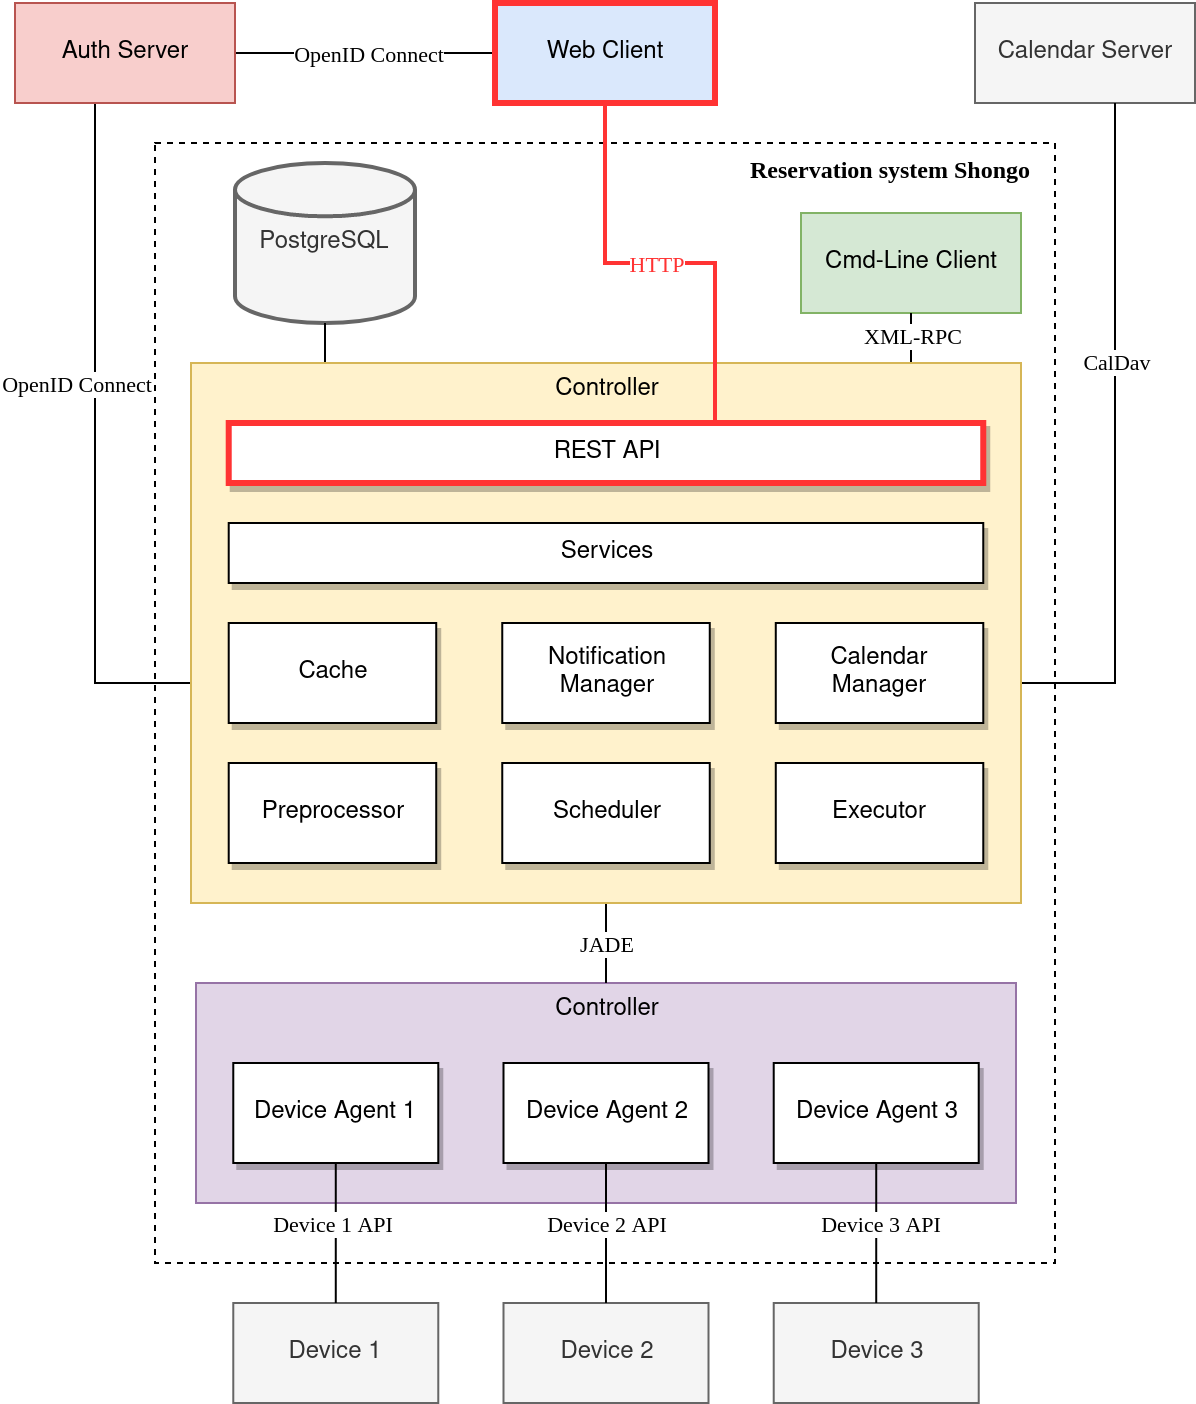 Auth Server
OpenID Connect
Web Client
Calendar Server
Reservation system Shongo
PostgreSQL
HTTP
Cmd-Line Client
XML-RPC
CalDav
OpenID Connect
Controller
REST API
Services
Cache
Notification
Manager
Calendar
Manager
Preprocessor
Scheduler
Executor
JADE
Controller
Device Agent 1
Device Agent 2
Device Agent 3
Device 1 API
Device 2 API
Device 3 API
Device 1
Device 2
Device 3